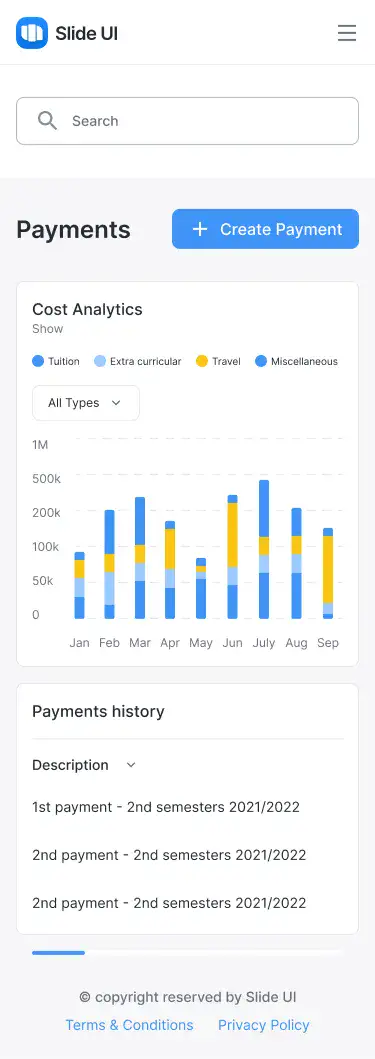 Slide UI
Search
Payments
Create Payment
Cost Analytics
Show
Tuition Extra curricular Travel Miscellaneous
All Types
1M
500k
200k
100k
50k
0
Jan Feb Mar Apr May Jun July Aug Sep
Payments history
Description
1st payment - 2nd semesters 2021/2022
2nd payment - 2nd semesters 2021/2022
2nd payment - 2nd semesters 2021/2022
© copyright reserved by Slide UI
Terms & Conditions Privacy Policy